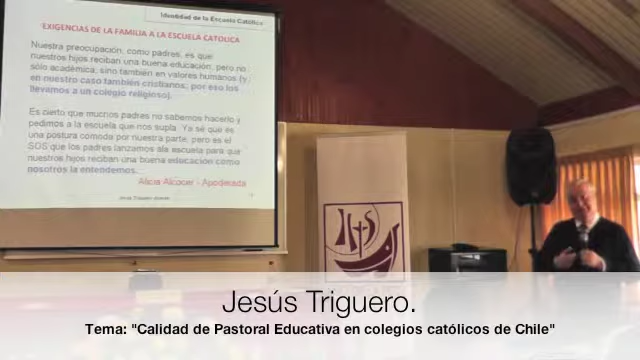 Identidad de la Escuela Católica
EXIGENCIAS DE LA FAMILIA A LA ESCUELA CATOLICA
Nuestra preocupación, como padres, es que
nuestros hijos reciban una buena educación; pero no
sólo académica, sino también en valores humanos (y
en nuestro caso también cristianos; por eso los
llevamos a un colegio religioso).
Es cierto que muchos padres no sabemos hacerlo y
pedimos a la escuela que nos supla. Ya sé que es
una postura cómoda por nuestra parte, pero es el
SOS que los padres lanzamos ala escuela para que
nuestros hijos reciban una buena educación como
nosotros la entendemos.
Alicia Alcocer - Apoderada
Jesús Triguero.
Tema: "Calidad de Pastoral Educativa en colegios católicos de Chile"